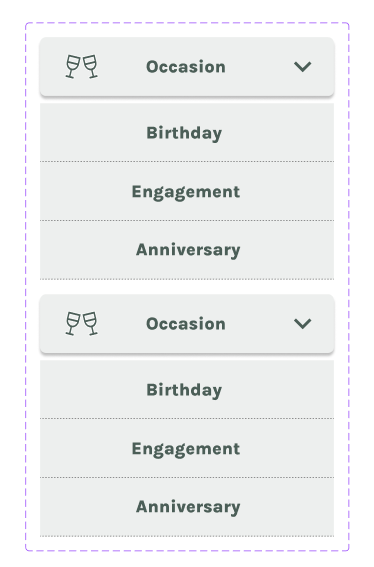 Occasion
Birthday
Engagement
Anniversary
Occasion
Birthday
Engagement
Anniversary